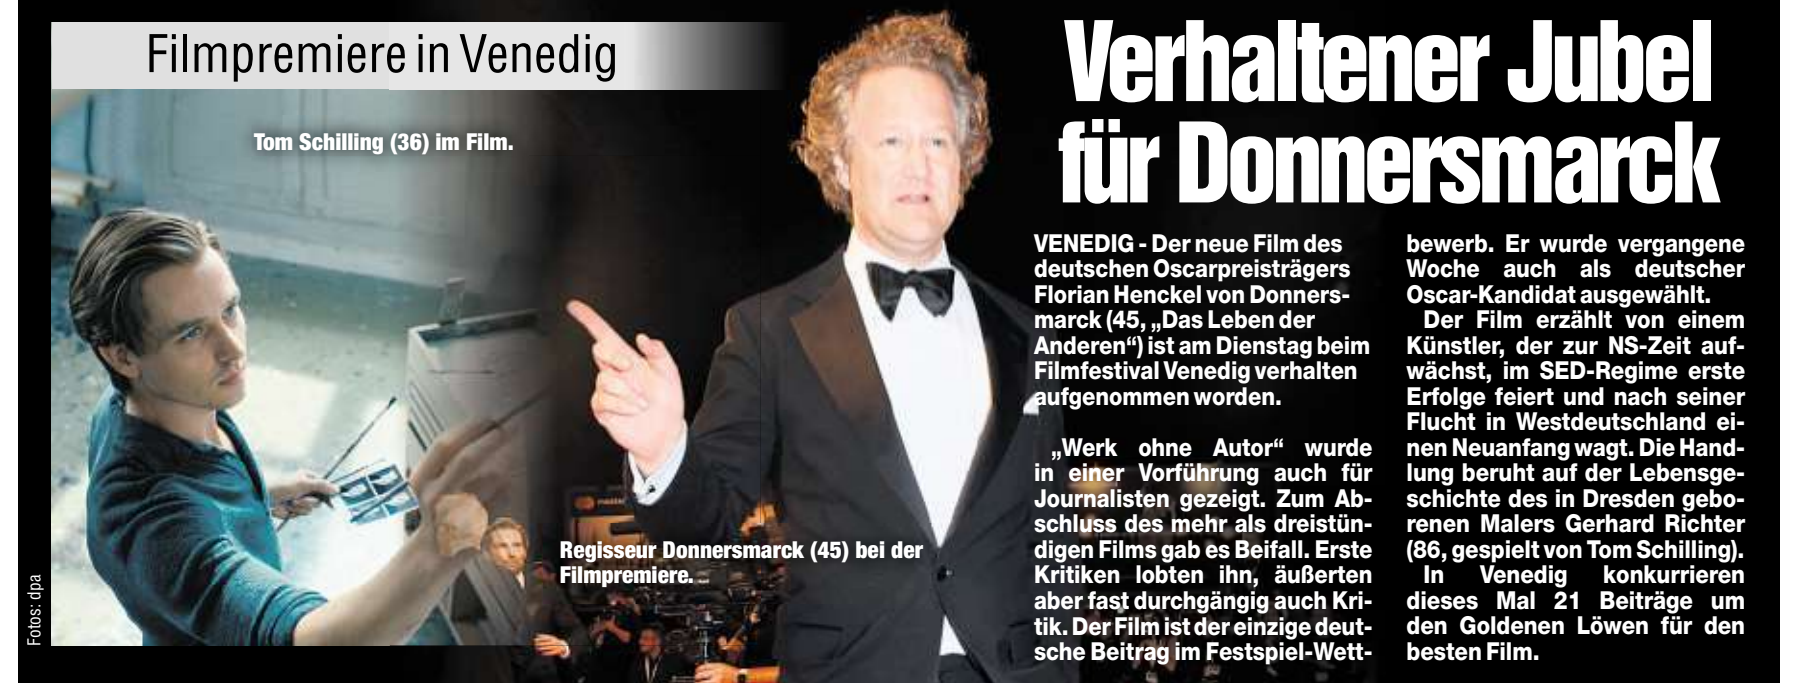 Filmpremiere in Venedig
Tom Schilling (36) im Film.
Regisseur Donnersmarck (45) bei der
Filmpremiere.
Fotos: dpa
Verhaltener Jubel
für Donnersmarck
VENEDIG - Der neue Film des
deutschen Oscarpreisträgers
Florian Henckel von Donners-
marck (45, „Das Leben der
Anderen“) ist am Dienstag beim
Filmfestival Venedig verhalten
aufgenommen worden.
„Werk ohne Autor“ wurde
in einer Vorführung auch für
Journalisten gezeigt. Zum Ab-
schluss des mehr als dreistün-
digen Films gab es Beifall. Erste
Kritiken lobten ihn, äußerten
aber fast durchgängig auch Kri-
tik. Der Film ist der einzige deut-
sche Beitrag im Festspiel-Wett-
bewerb. Er wurde vergangene
Woche auch als deutscher
Oscar-Kandidat ausgewählt.
Der Film erzählt von einem
Künstler, der zur NS-Zeit auf-
wächst, im SED-Regime erste
Erfolge feiert und nach seiner
Flucht in Westdeutschland ei-
nen Neuanfang wagt. Die Hand-
lung beruht auf der Lebensge-
schichte des in Dresden gebo-
renen Malers Gerhard Richter
(86, gespielt von Tom Schilling).
In Venedig konkurrieren
dieses Mal 21 Beiträge um
den Goldenen Löwen für den
besten Film.